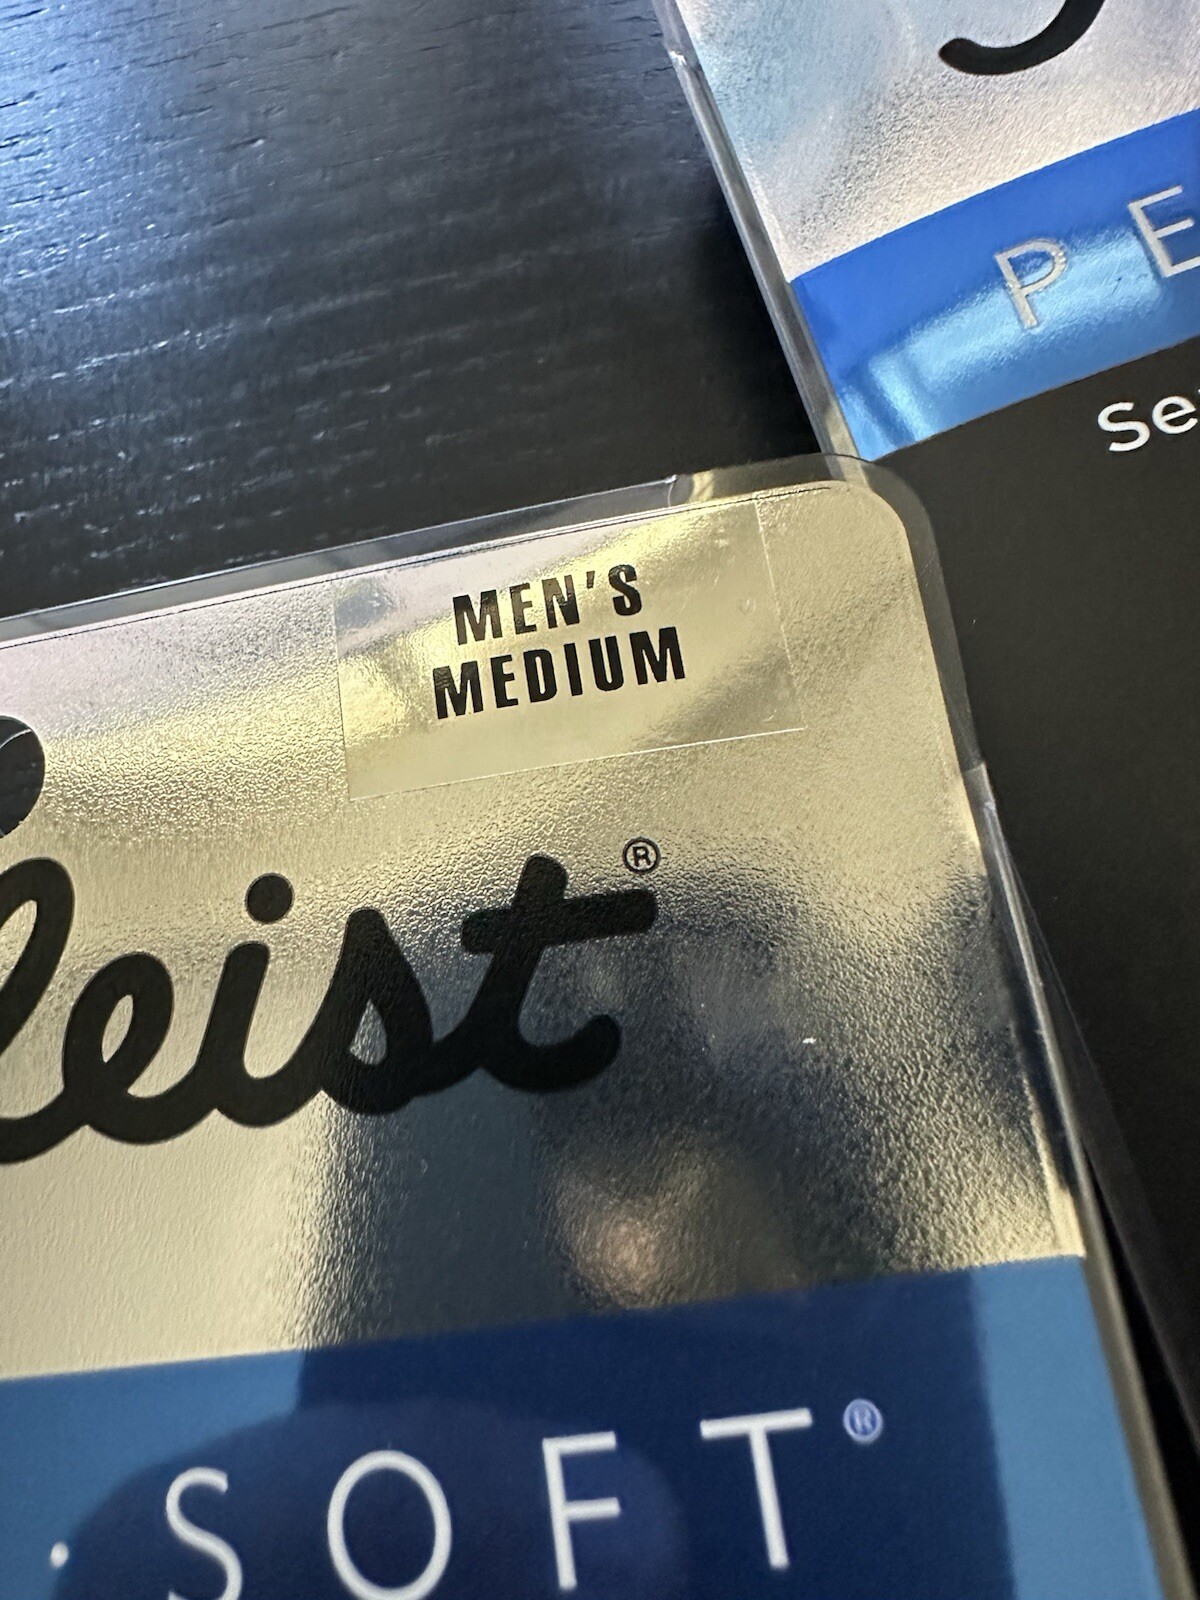 PE
Se
MEN'S
MEDIUM
leist®
· SOFT®